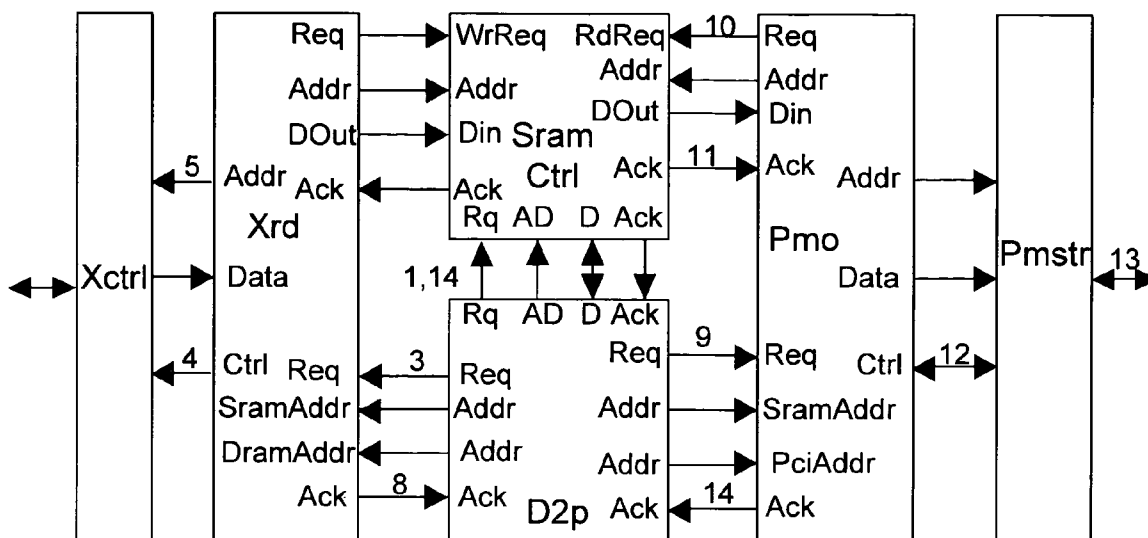 Req WrReq RdReq 10 Req
Addr Addr Addr Addr
DOut Din DOut Din
Sram
5 Addr Ack Ack Ctrl Ack 11 Ack Addr
Xrd Rq AD D Ack Pmo
Xctrl Data 1,14 Data Pmstr 13
Rq AD D Ack
4 Ctrl Req 3 Req Req 9 Req Ctrl 12
SramAddr Addr Addr SramAddr
DramAddr Addr Addr PciAddr
Ack 8 Ack D2p Ack 14 Ack